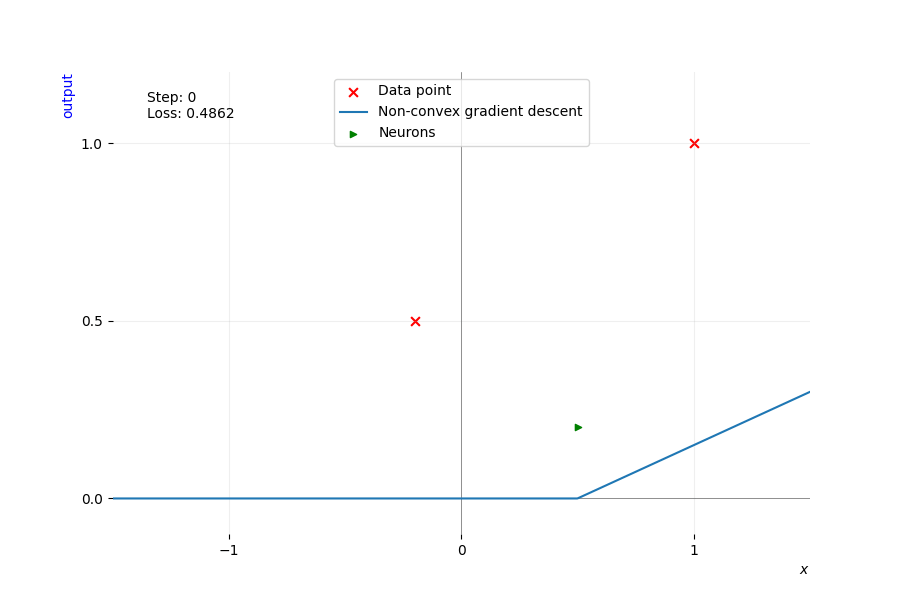 output
Step: 0
Loss: 0.4862
Data point
Non-convex gradient descent
Neurons
1.0
0.5
0.0
−1
0
1
x